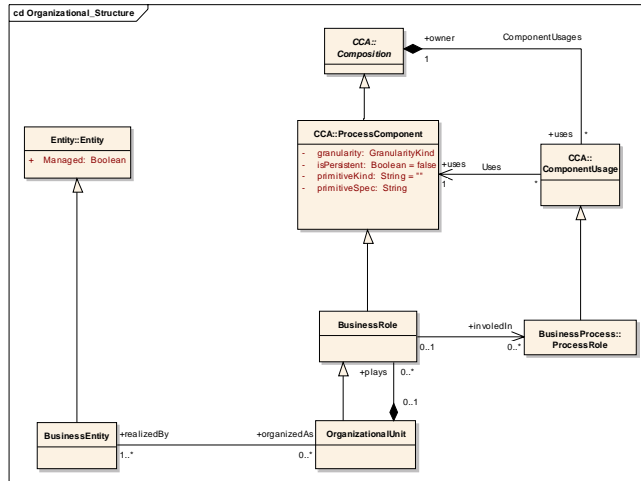 cd Organizational_Structure
CCA::
Composition
+owner
1
ComponentUsages
+uses
*
Entity::Entity
+ Managed: Boolean
CCA::ProcessComponent
- granularity: GranularityKind
- isPersistent: Boolean = false
- primitiveKind: String = ""
- primitiveSpec: String
+uses
1
Uses
*
CCA::
ComponentUsage
BusinessRole
+involedIn
0..1
0..*
BusinessProcess::
ProcessRole
+plays
0..*
0..1
BusinessEntity
+realizedBy
1..*
+organizedAs
0..*
OrganizationalUnit